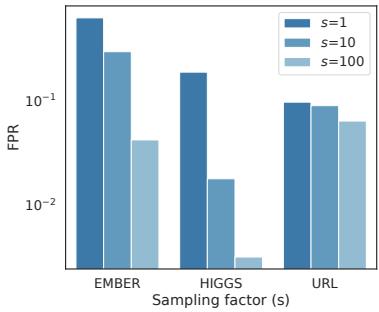 s=1
s=10
s=100
FPR
10⁻¹
10⁻²
EMBER HIGGS URL
Sampling factor (s)